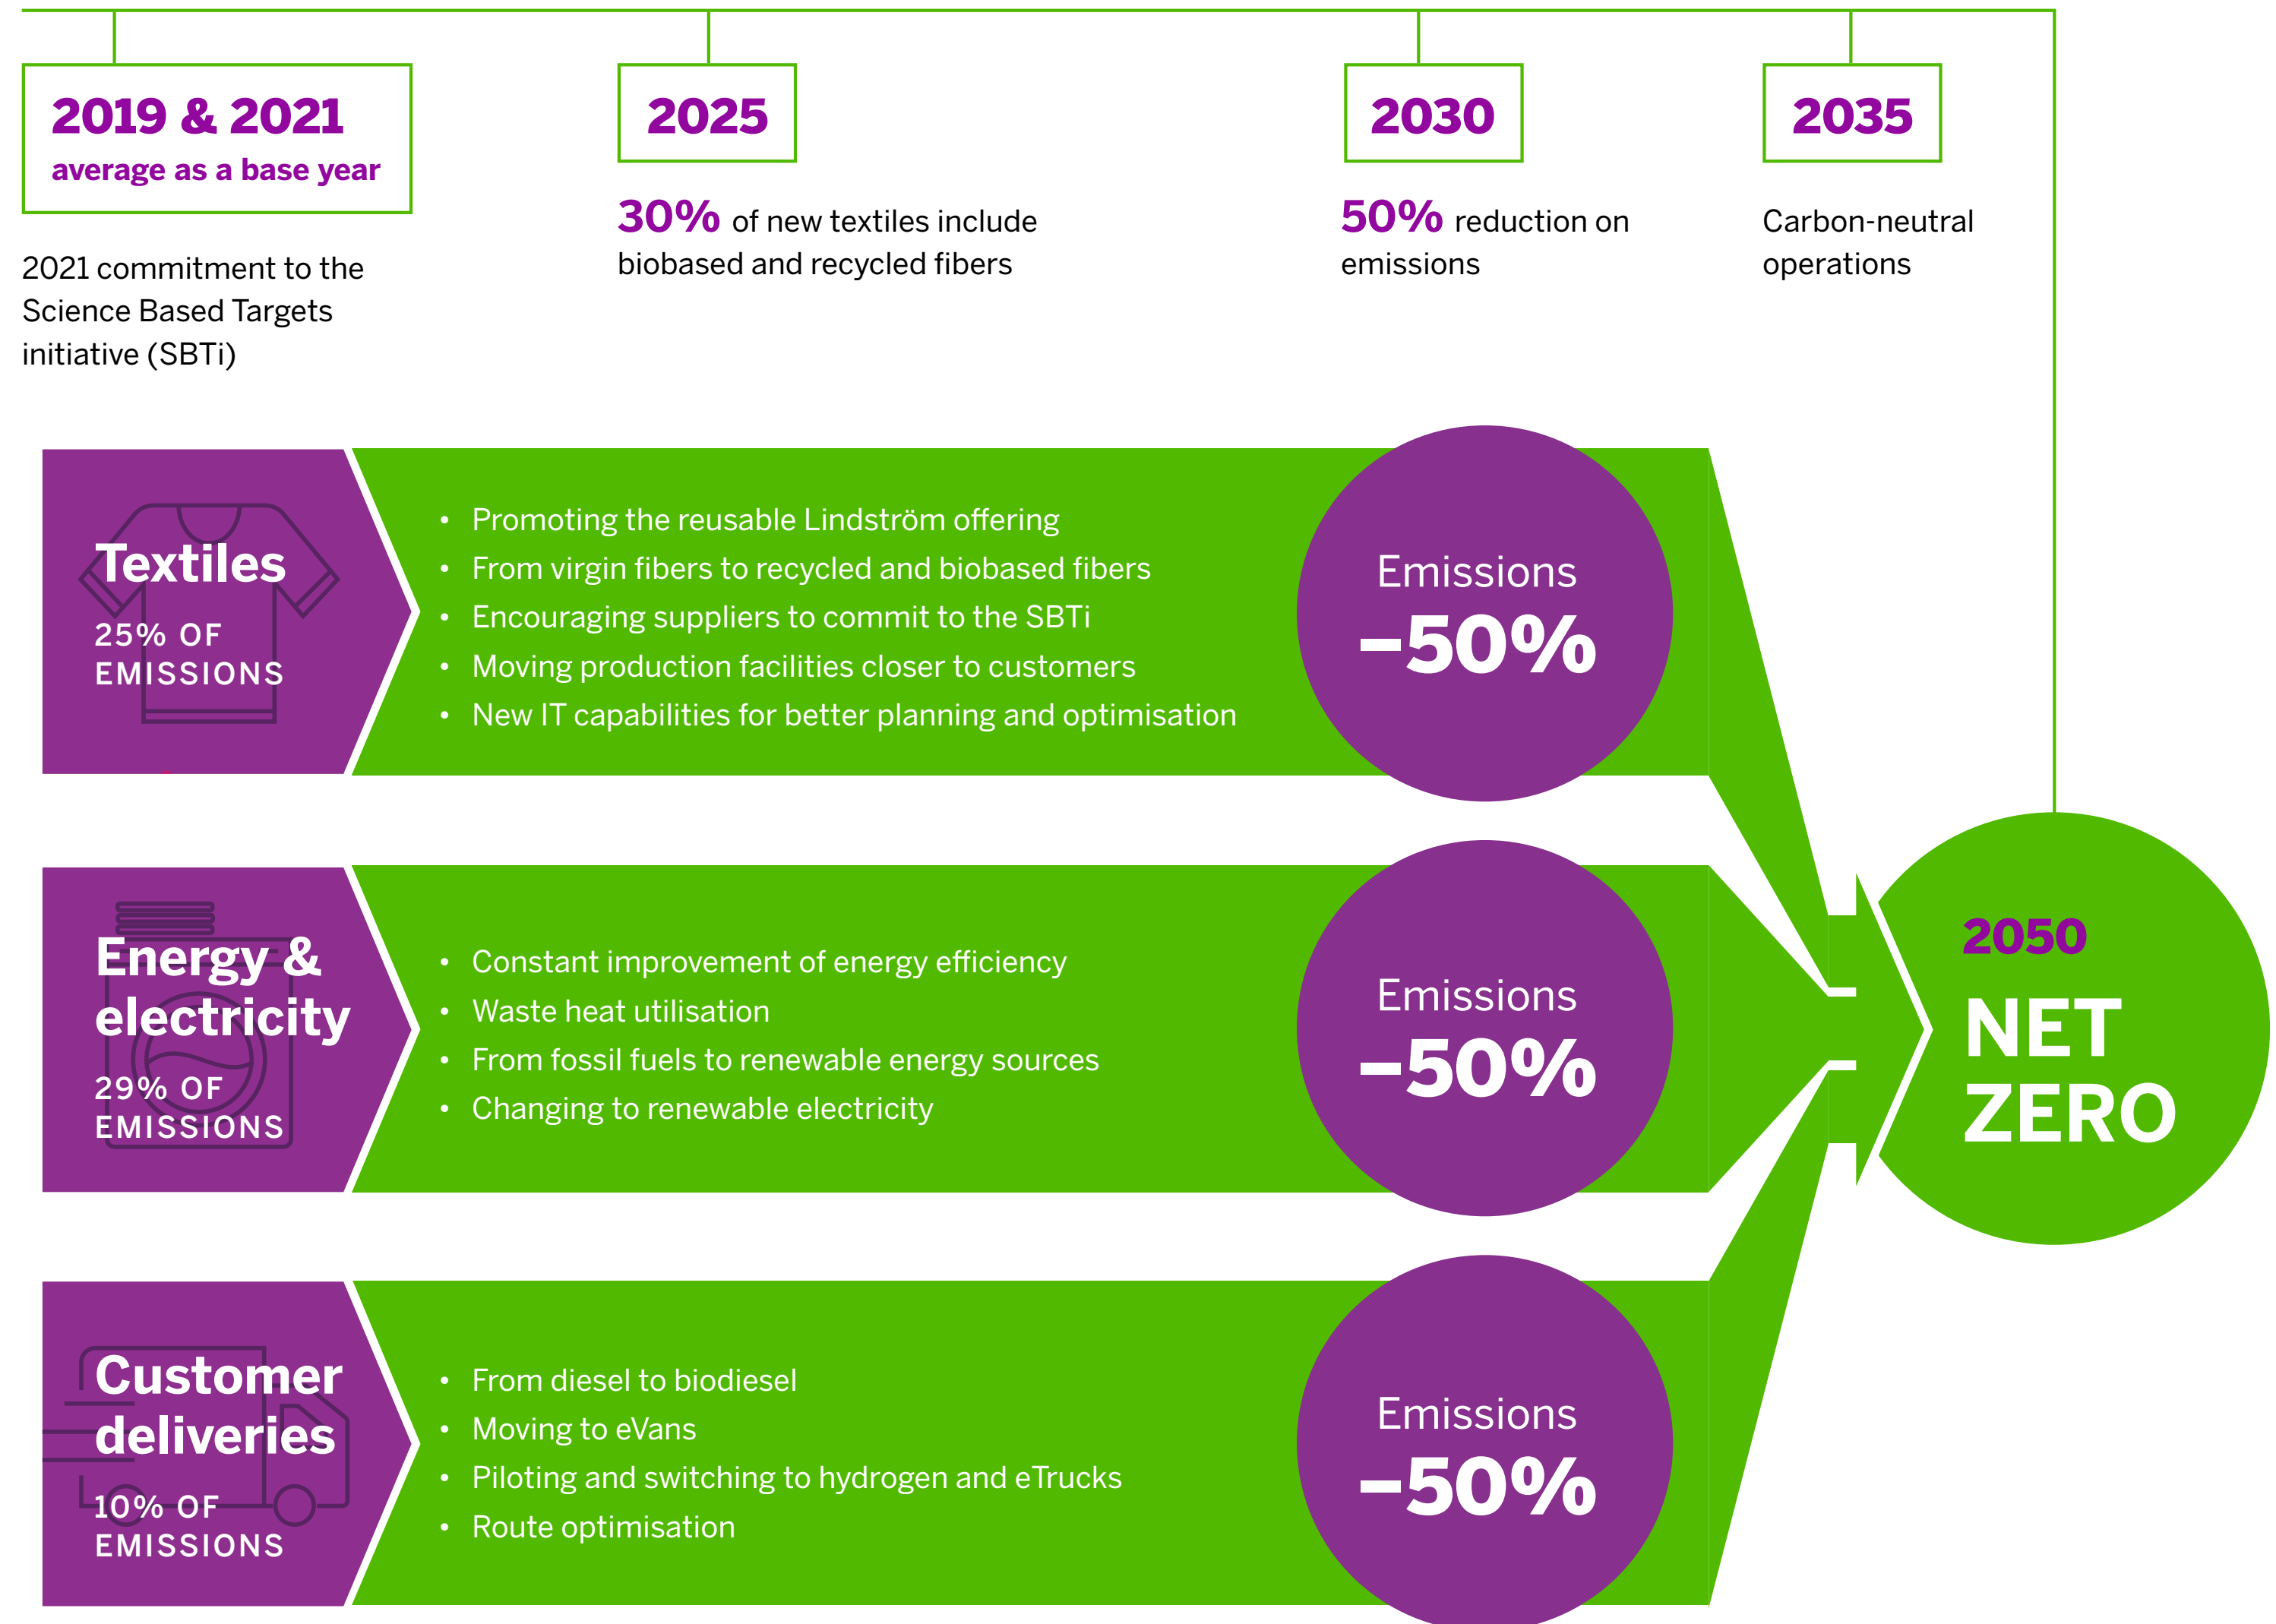 2019 & 2021
average as a base year
2021 commitment to the
Science Based Targets
initiative (SBTi)
2025
30% of new textiles include
biobased and recycled fibers
2030
50% reduction on
emissions
2035
Carbon-neutral
operations
Textiles
25% OF
EMISSIONS
• Promoting the reusable Lindström offering
• From virgin fibers to recycled and biobased fibers
• Encouraging suppliers to commit to the SBTi
• Moving production facilities closer to customers
• New IT capabilities for better planning and optimisation
Emissions
–50%
Energy &
electricity
29% OF
EMISSIONS
• Constant improvement of energy efficiency
• Waste heat utilisation
• From fossil fuels to renewable energy sources
• Changing to renewable electricity
Emissions
–50%
Customer
deliveries
10% OF
EMISSIONS
• From diesel to biodiesel
• Moving to eVans
• Piloting and switching to hydrogen and eTrucks
• Route optimisation
Emissions
–50%
2050
NET
ZERO